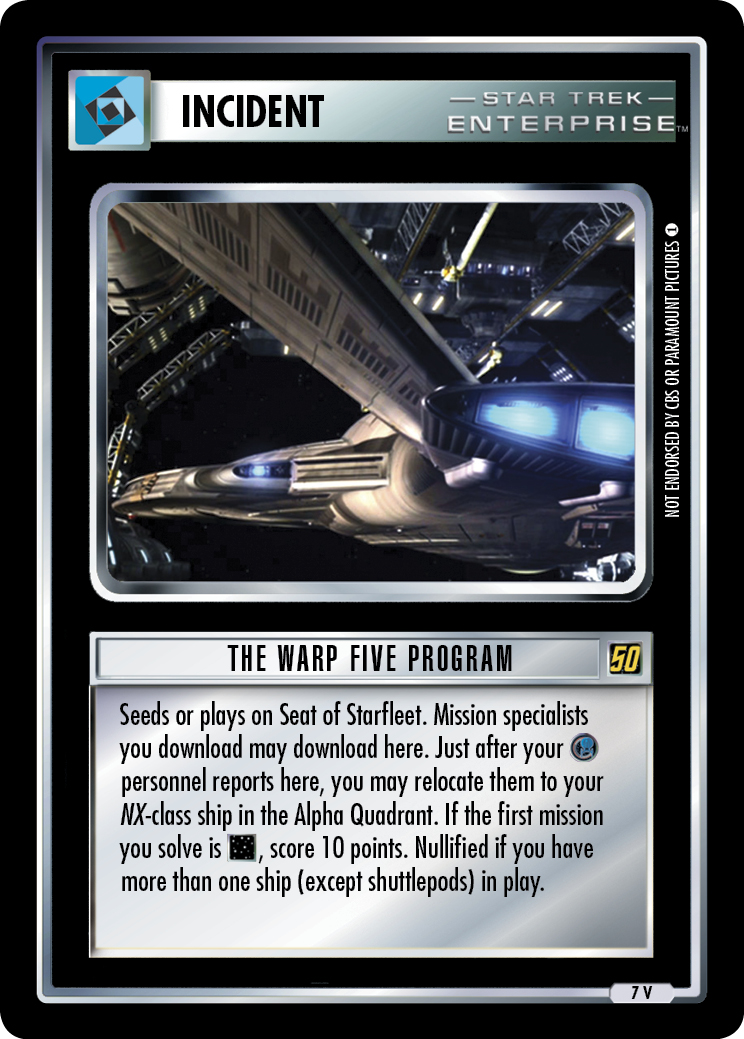 INCIDENT
STAR TREK
ENTERPRISE™
NOT ENDORSED BY CBS OR PARAMOUNT PICTURES 1
THE WARP FIVE PROGRAM 50
Seeds or plays on Seat of Starfleet. Mission specialists
you download may download here. Just after your
personnel reports here, you may relocate them to your
NX-class ship in the Alpha Quadrant. If the first mission
you solve is , score 10 points. Nullified if you have
more than one ship (except shuttlepods) in play.
7 V